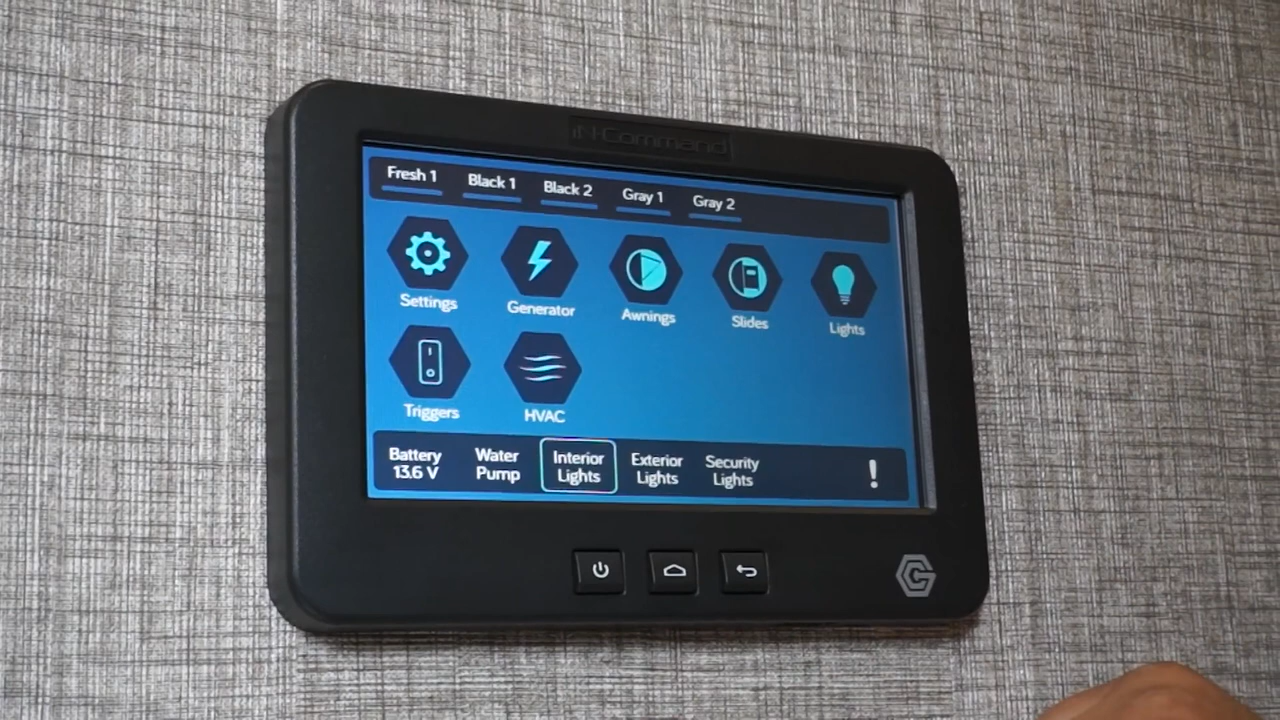 iN·Command
Fresh 1 Black 1 Black 2 Gray 1 Gray 2
Settings Generator Awnings Slides Lights
Triggers HVAC
Battery Water Interior Exterior Security
13.6 V Pump Lights Lights Lights !